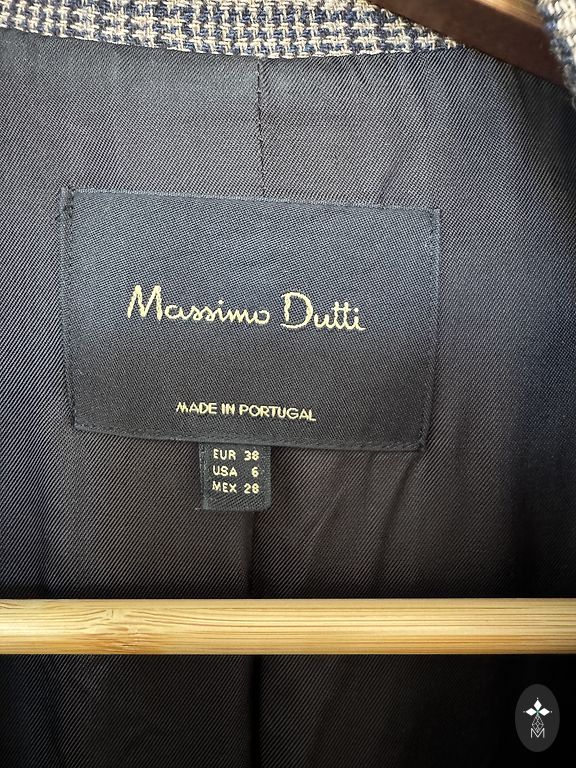 Massimo Dutti
MADE IN PORTUGAL
EUR 38
USA 6
MEX 28
M